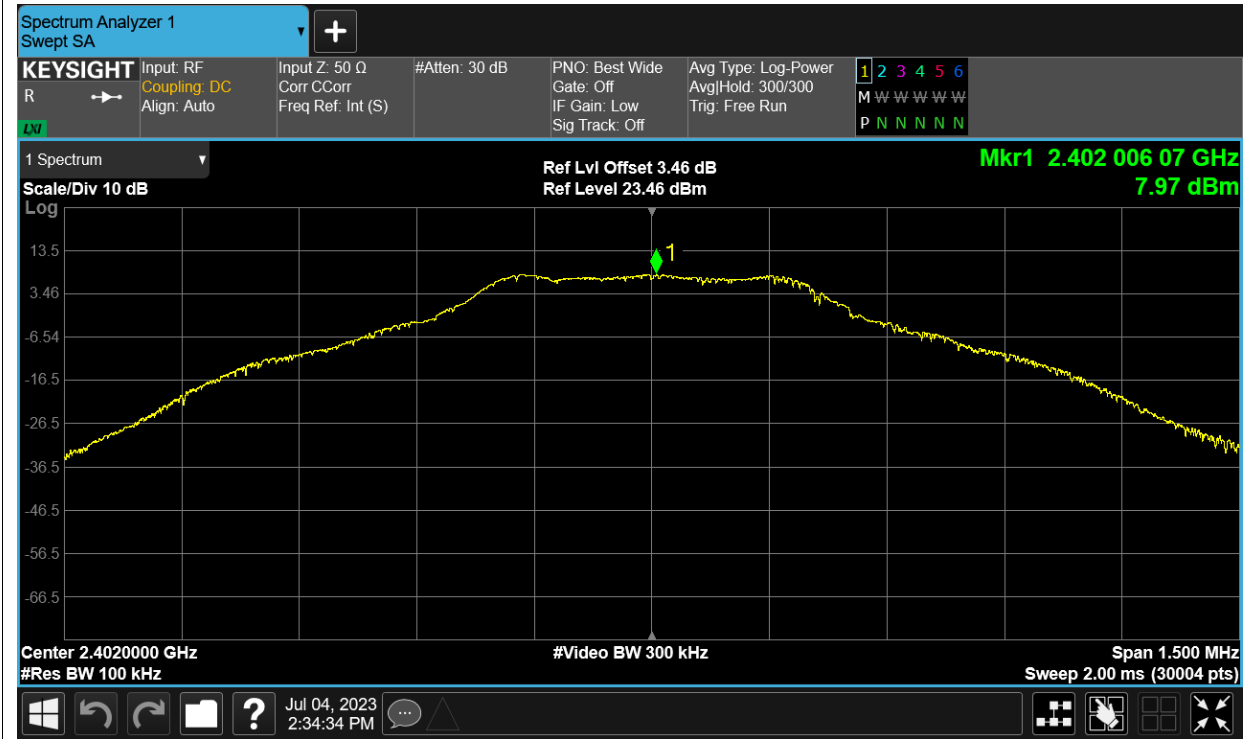 Spectrum Analyzer 1
Swept SA
KEYSIGHT
R
LXI
Input: RF
Coupling: DC
Align: Auto
Input Z: 50 Ω
Corr CCorr
Freq Ref: Int (S)
#Atten: 30 dB
PNO: Best Wide
Gate: Off
IF Gain: Low
Sig Track: Off
Avg Type: Log-Power
Avg|Hold: 300/300
Trig: Free Run
1 2 3 4 5 6
M W W W W W
P N N N N N
1 Spectrum
Scale/Div 10 dB
Log
Ref Lvl Offset 3.46 dB
Ref Level 23.46 dBm
Mkr1 2.402 006 07 GHz
7.97 dBm
1
13.5
3.46
-6.54
-16.5
-26.5
-36.5
-46.5
-56.5
-66.5
Center 2.4020000 GHz
#Video BW 300 kHz
Span 1.500 MHz
#Res BW 100 kHz
Sweep 2.00 ms (30004 pts)
?
Jul 04, 2023
2:34:34 PM